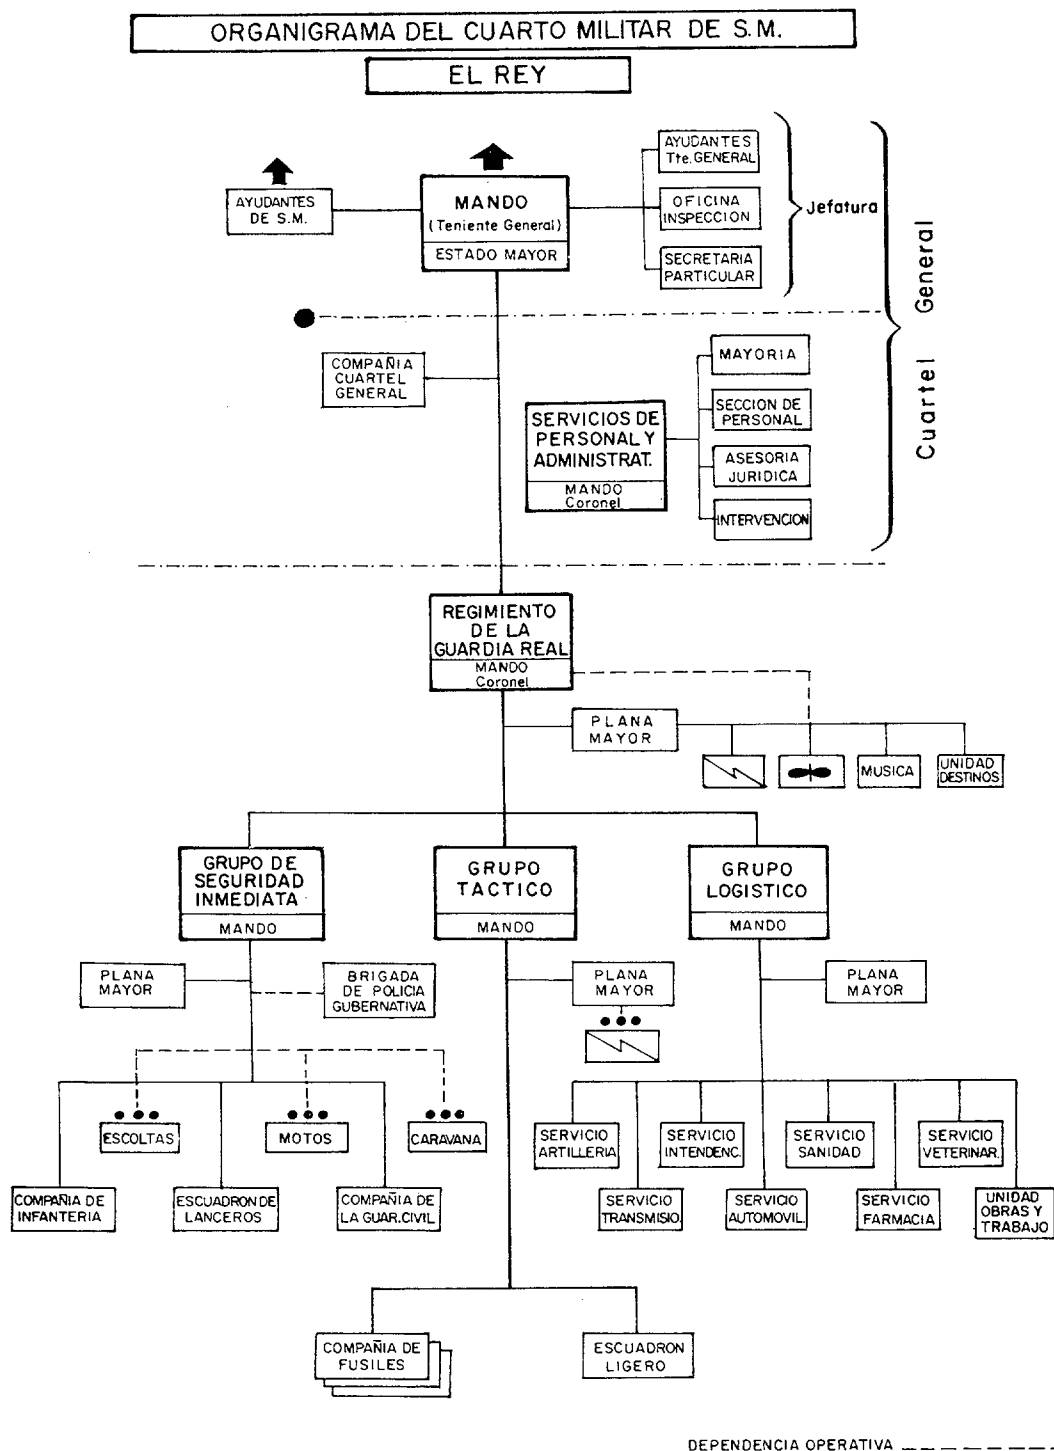 ORGANIGRAMA DEL CUARTO MILITAR DE S.M.
EL REY
AYUDANTES
DE S.M.
MANDO
(Teniente General)
ESTADO MAYOR
AYUDANTES
Tte. GENERAL
OFICINA
INSPECCION
SECRETARIA
PARTICULAR
Jefatura
Cuartel General
COMPAÑIA
CUARTEL
GENERAL
SERVICIOS DE
PERSONAL Y
ADMINISTRAT.
MANDO
Coronel
MAYORIA
SECCION DE
PERSONAL
ASESORIA
JURIDICA
INTERVENCION
REGIMIENTO
DE LA
GUARDIA REAL
MANDO
Coronel
PLANA
MAYOR
MUSICA
UNIDAD
DESTINOS
GRUPO DE
SEGURIDAD
INMEDIATA
MANDO
GRUPO
TACTICO
MANDO
GRUPO
LOGISTICO
MANDO
PLANA
MAYOR
BRIGADA
DE POLICIA
GUBERNATIVA
PLANA
MAYOR
PLANA
MAYOR
ESCOLTAS
MOTOS
CARAVANA
COMPAÑIA DE
INFANTERIA
ESCUADRON DE
LANCEROS
COMPAÑIA DE
LA GUAR.CIVIL
SERVICIO
ARTILLERIA
SERVICIO
INTENDENC.
SERVICIO
SANIDAD
SERVICIO
VETERINAR.
SERVICIO
TRANSMISIO.
SERVICIO
AUTOMOVIL.
SERVICIO
FARMACIA
UNIDAD
OBRAS Y
TRABAJO
COMPAÑIA DE
FUSILES
ESCUADRON
LIGERO
DEPENDENCIA OPERATIVA